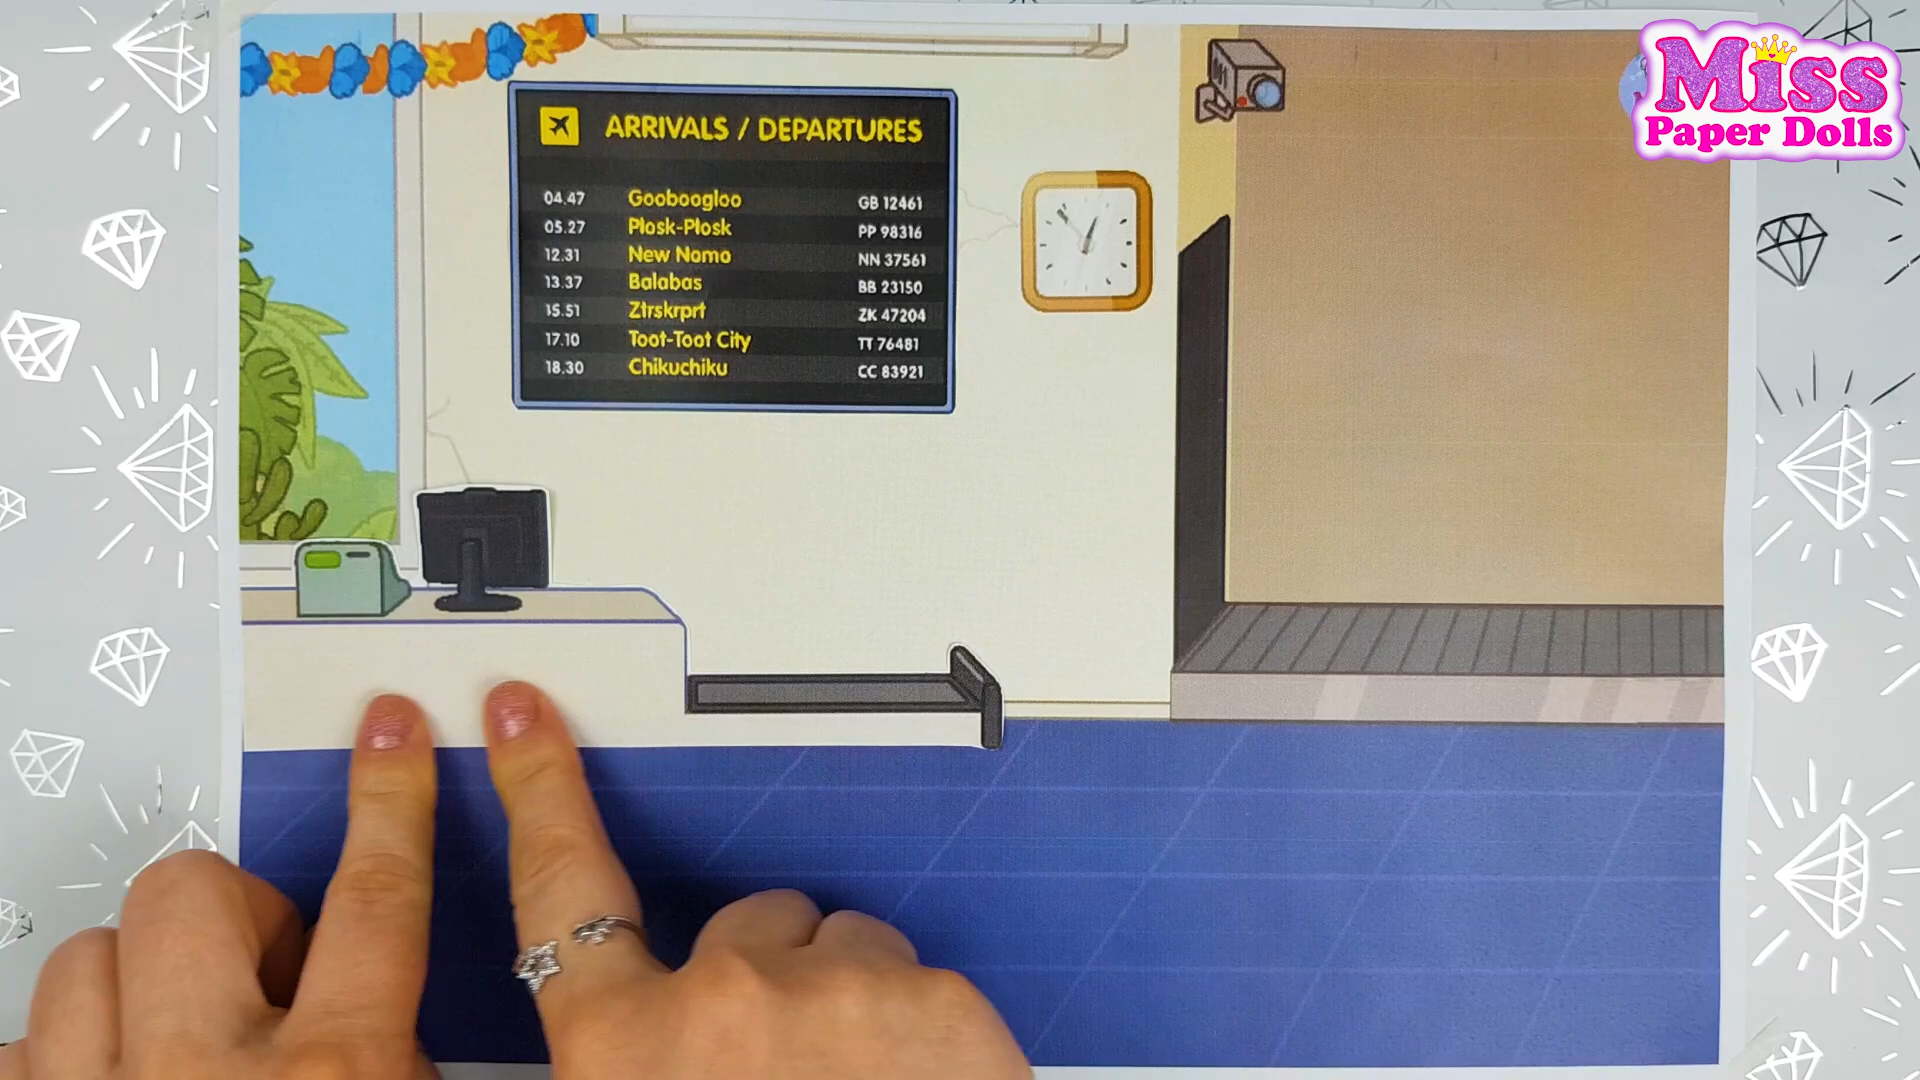 ARRIVALS / DEPARTURES
04.47 Gooboogloo GB 12461
05.27 Plosk-Plosk PP 98316
12.31 New Nomo NN 37561
13.37 Balabas BB 23150
15.51 Ztrskrprt ZK 47204
17.10 Toot-Toot City TT 76481
18.30 Chikuchiku CC 83921
Miss
Paper Dolls